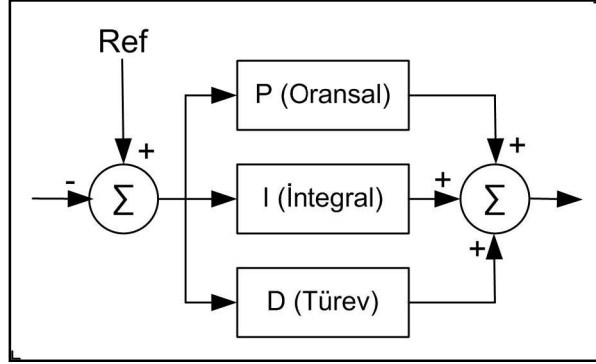 Ref
+
-
Σ
P (Oransal)
I (İntegral)
D (Türev)
+
+
Σ
+